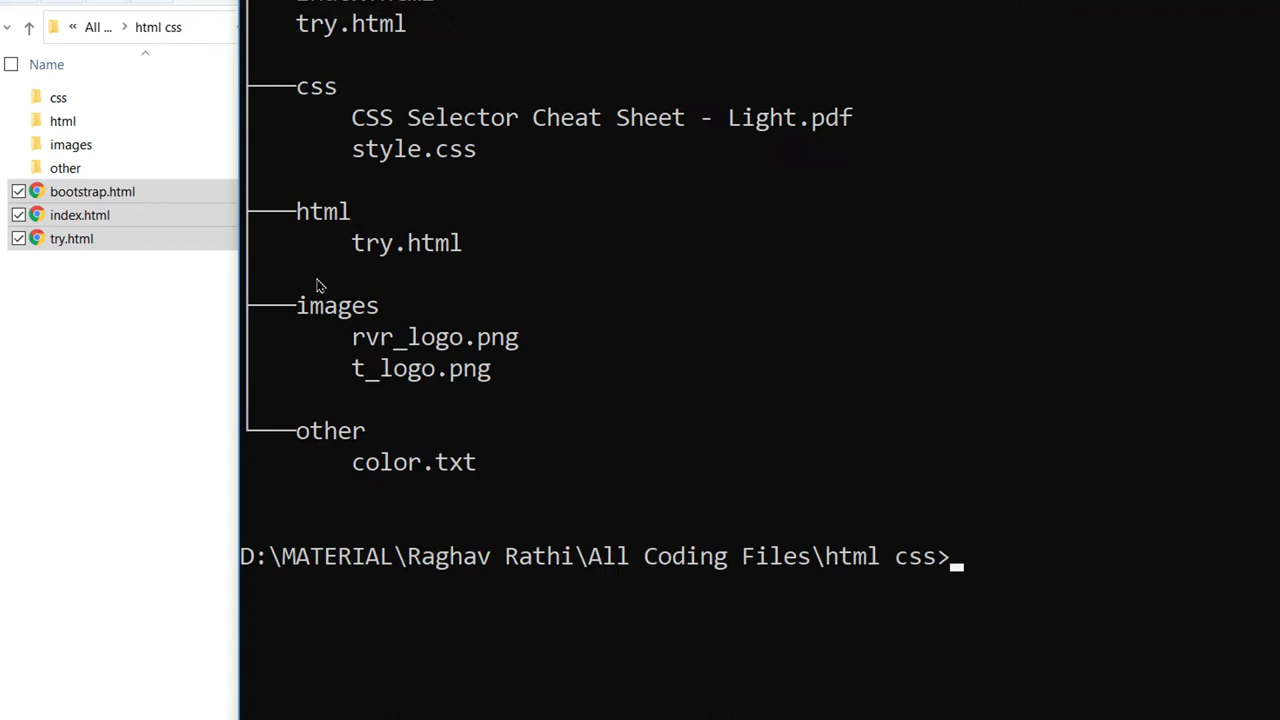 All ... > html css
Name
css
html
images
other
bootstrap.html
index.html
try.html
try.html
css
CSS Selector Cheat Sheet - Light.pdf
style.css
html
try.html
images
rvr_logo.png
t_logo.png
other
color.txt
D:\MATERIAL\Raghav Rathi\All Coding Files\html css>